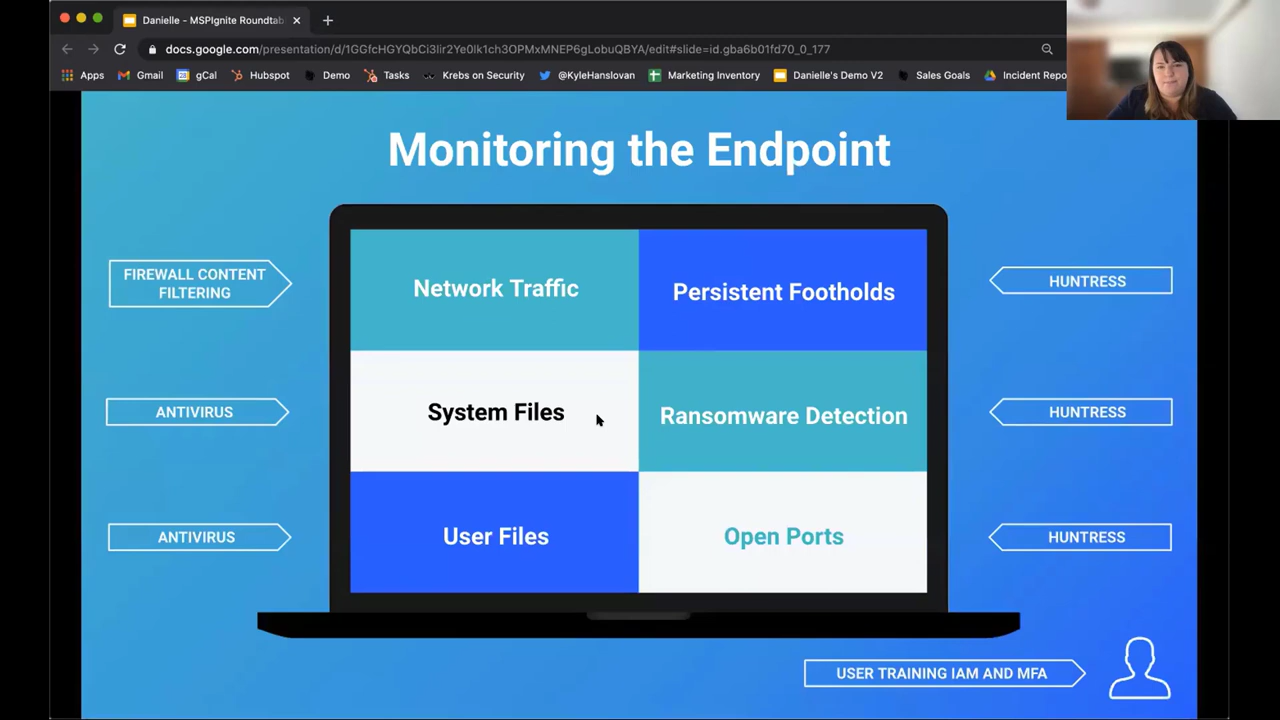 Danielle - MSPIgnite Roundtab
docs.google.com/presentation/d/1GGfcHGYQbCi3lir2Ye0lk1ch3OPMxMNEP6gLobuQBYA/edit#slide=id.gba6b01fd70_0_177
Apps Gmail gCal Hubspot Demo Tasks Krebs on Security @KyleHanslovan Marketing Inventory Danielle's Demo V2 Sales Goals Incident Repo
Monitoring the Endpoint
FIREWALL CONTENT
FILTERING
Network Traffic
Persistent Footholds
HUNTRESS
ANTIVIRUS
System Files
Ransomware Detection
HUNTRESS
ANTIVIRUS
User Files
Open Ports
HUNTRESS
USER TRAINING IAM AND MFA